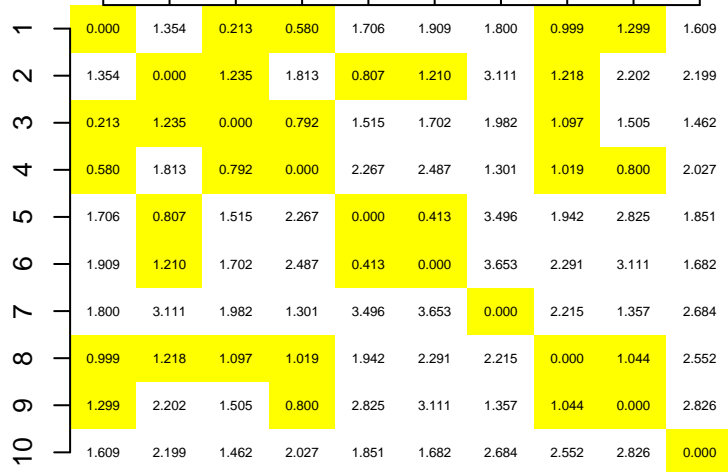 1 0.000 1.354 0.213 0.580 1.706 1.909 1.800 0.999 1.299 1.609
2 1.354 0.000 1.235 1.813 0.807 1.210 3.111 1.218 2.202 2.199
3 0.213 1.235 0.000 0.792 1.515 1.702 1.982 1.097 1.505 1.462
4 0.580 1.813 0.792 0.000 2.267 2.487 1.301 1.019 0.800 2.027
5 1.706 0.807 1.515 2.267 0.000 0.413 3.496 1.942 2.825 1.851
6 1.909 1.210 1.702 2.487 0.413 0.000 3.653 2.291 3.111 1.682
7 1.800 3.111 1.982 1.301 3.496 3.653 0.000 2.215 1.357 2.684
8 0.999 1.218 1.097 1.019 1.942 2.291 2.215 0.000 1.044 2.552
9 1.299 2.202 1.505 0.800 2.825 3.111 1.357 1.044 0.000 2.826
10 1.609 2.199 1.462 2.027 1.851 1.682 2.684 2.552 2.826 0.000